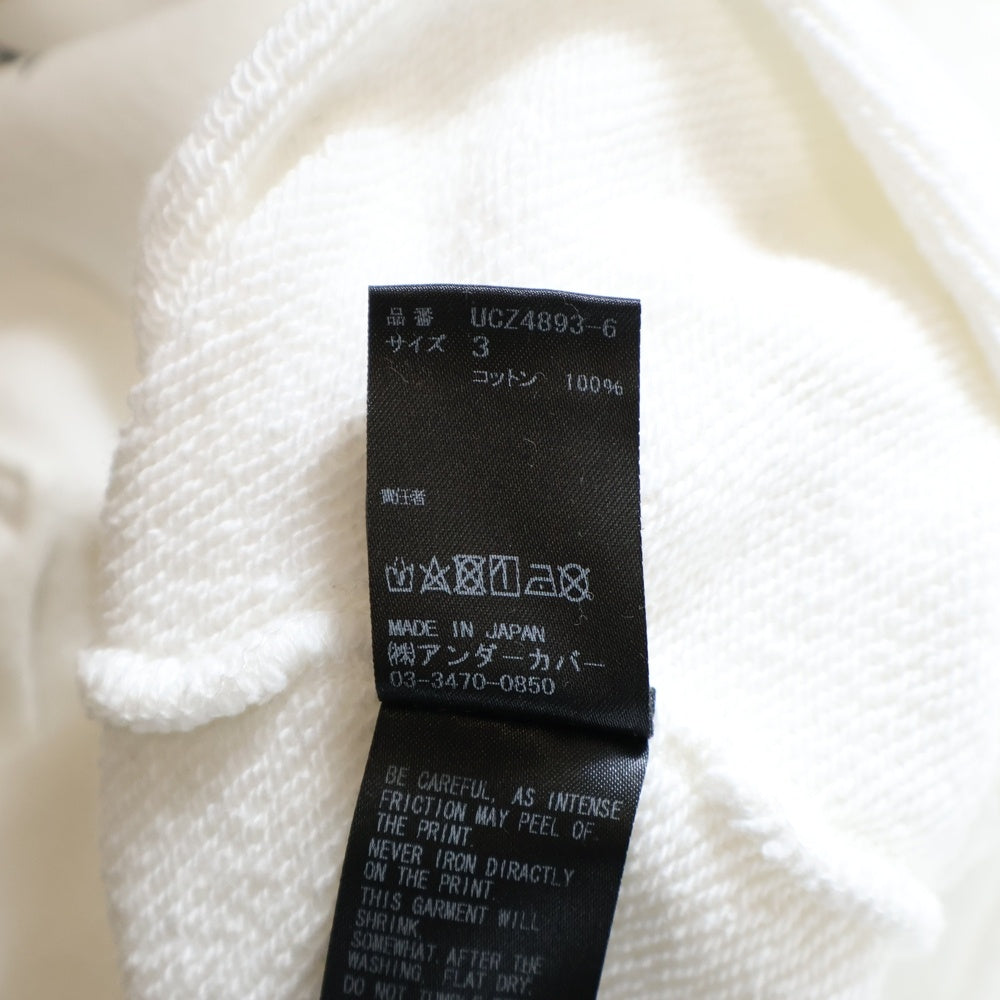 品番 UCZ4893-6
サイズ 3
コットン 100%
責任者
MADE IN JAPAN
㈱アンダーカバー
03-3470-0850
BE CAREFUL, AS INTENSE
FRICTION MAY PEEL OF
THE PRINT.
NEVER IRON DIRACTLY
ON THE PRINT.
THIS GARMENT WILL
SHRINK
SOMEWHAT AFTER THE
WASHING. FLAT DRY.
DO NOT